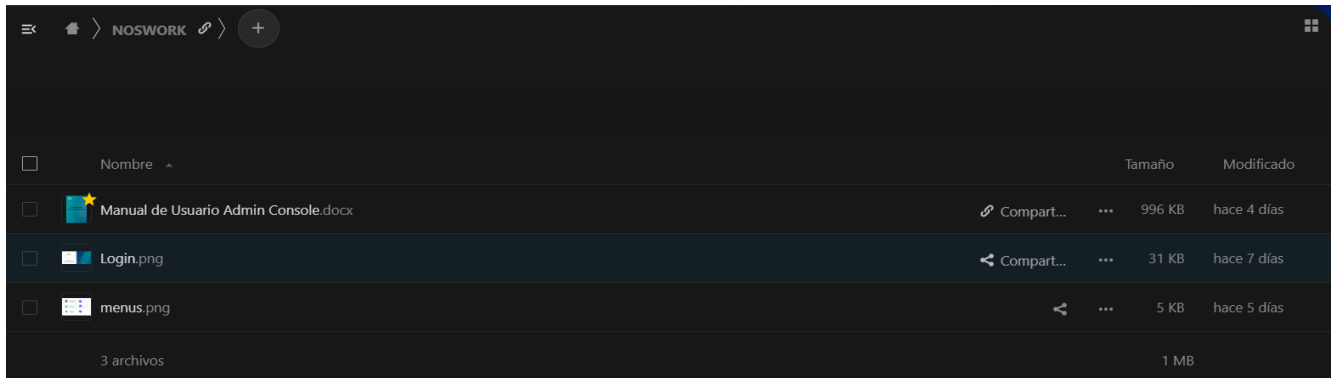 NOSWORK
Nombre Tamaño Modificado
Manual de Usuario Admin Console.docx Compart... 996 KB hace 4 días
Login.png Compart... 31 KB hace 7 días
menus.png 5 KB hace 5 días
3 archivos 1 MB